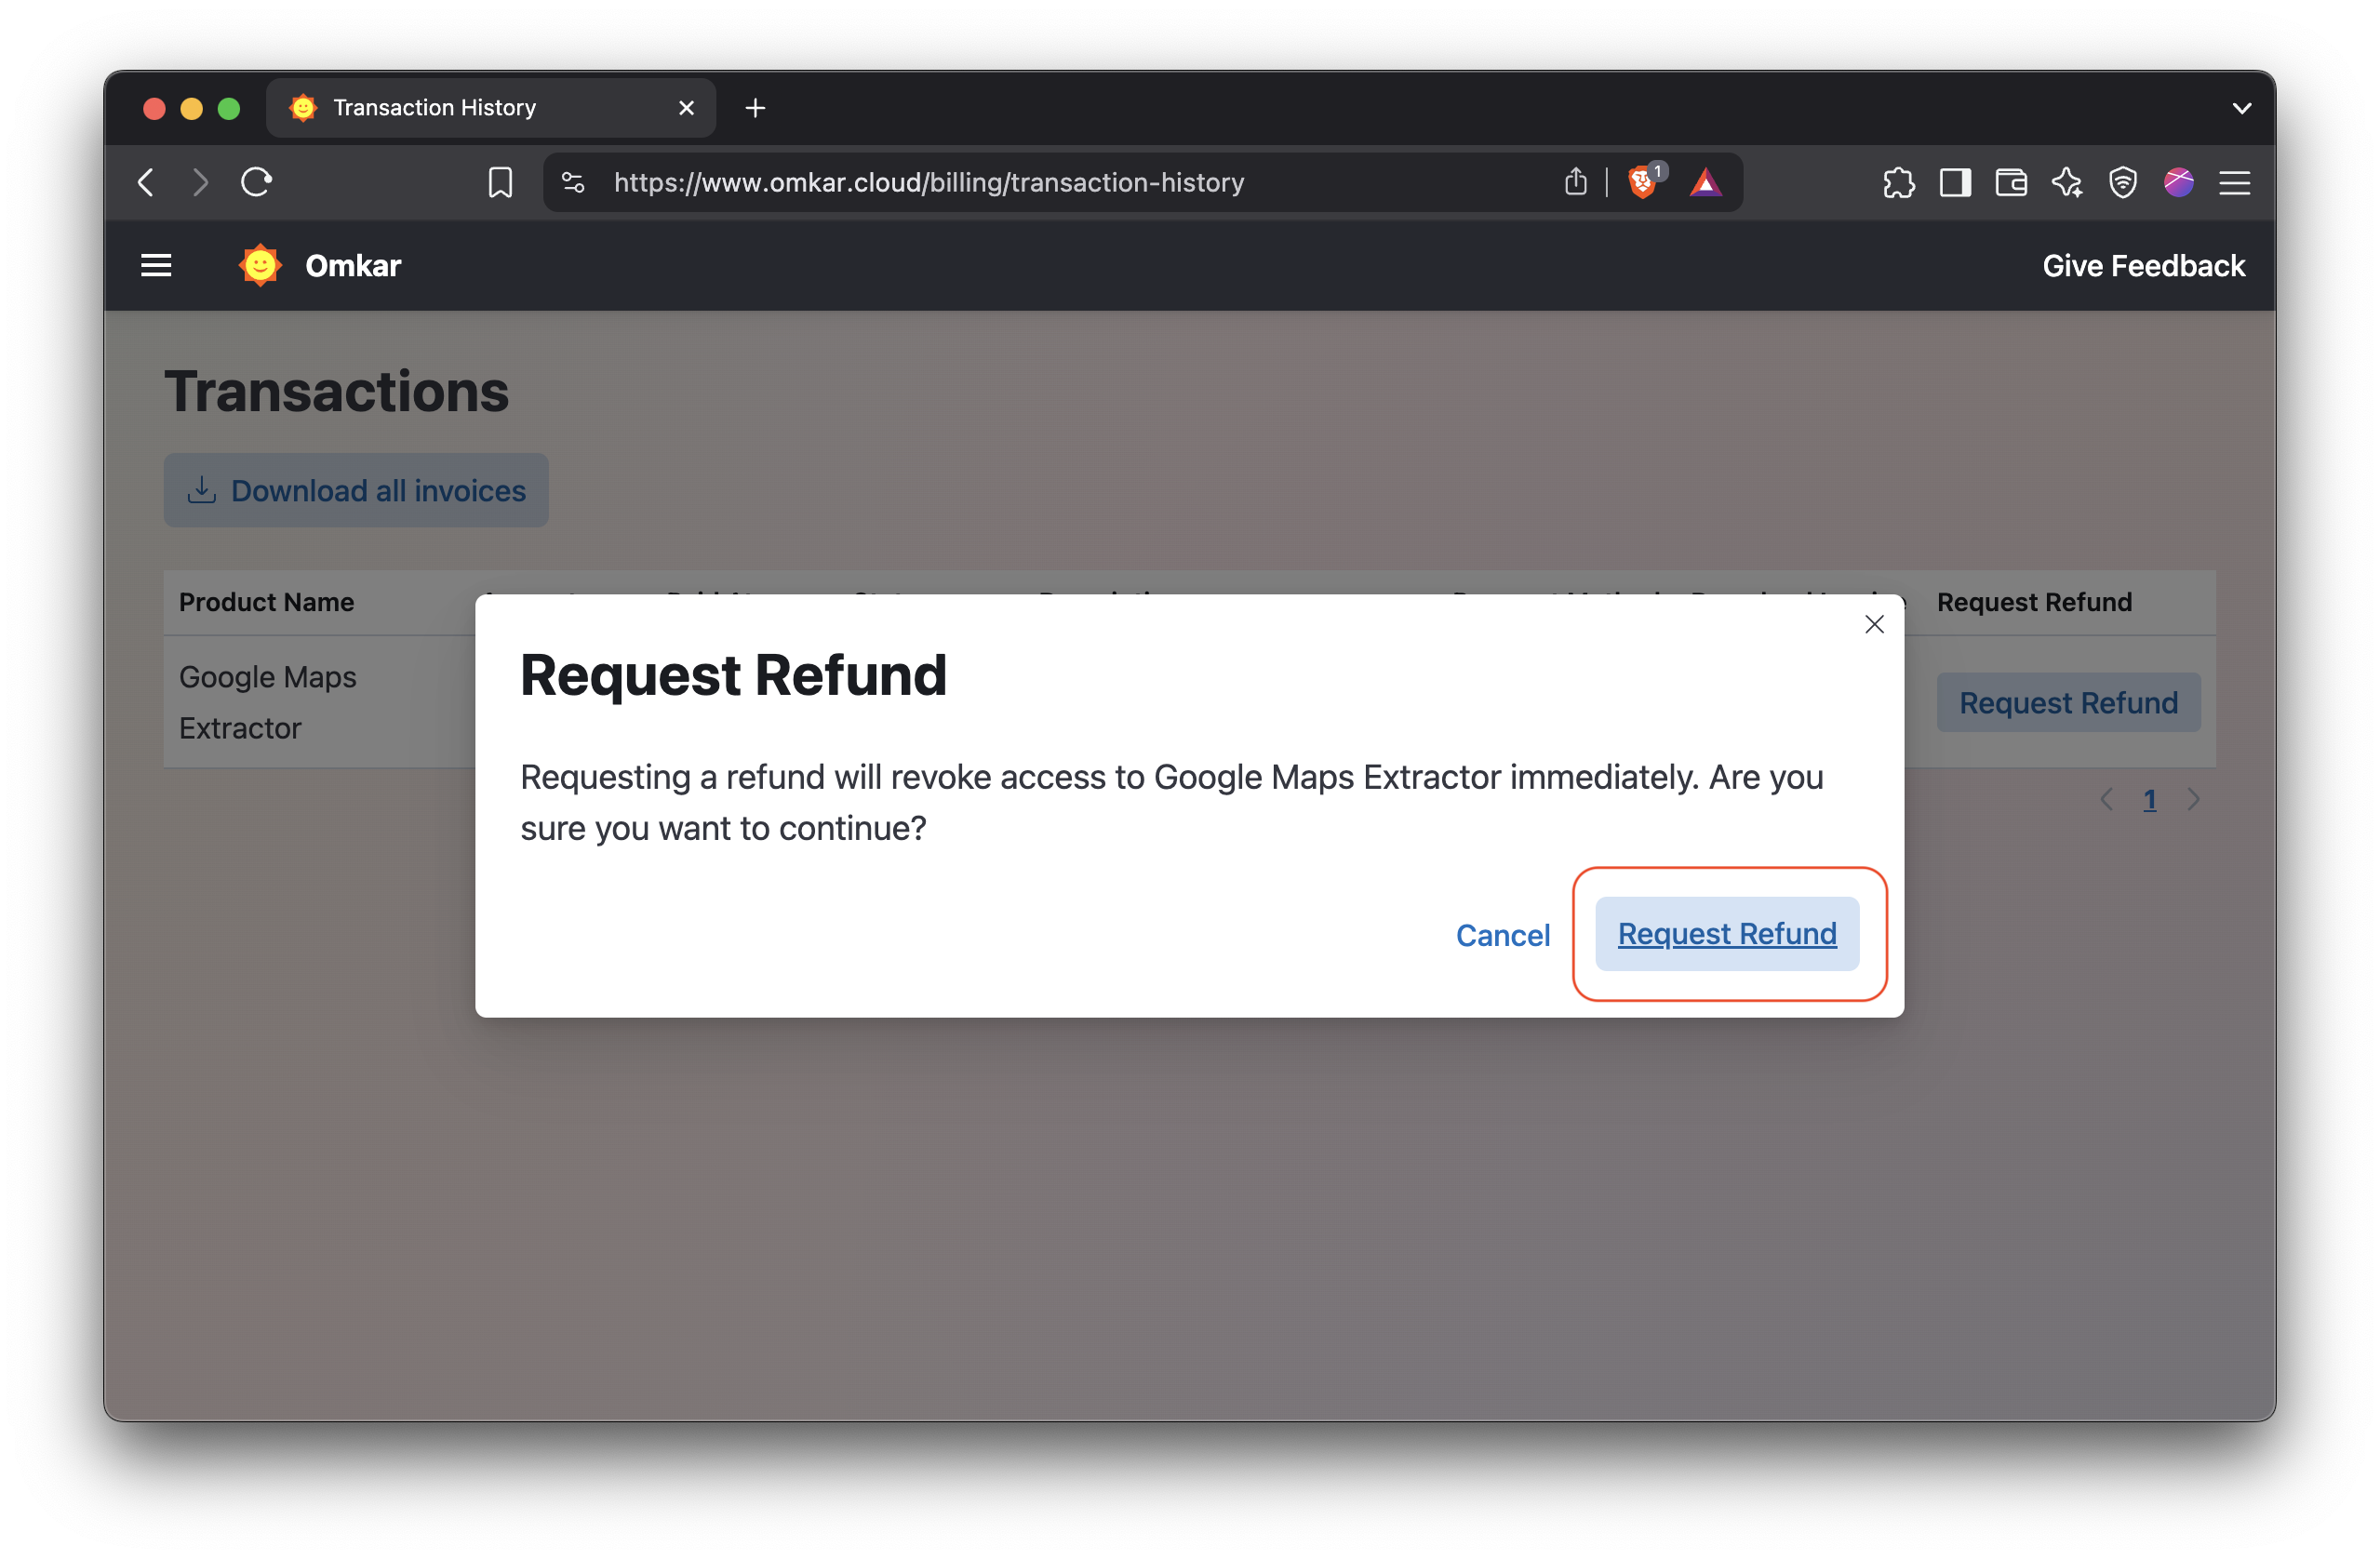 Transaction History
https://www.omkar.cloud/billing/transaction-history
1
Omkar
Give Feedback
Transactions
Download all invoices
Product Name
Request Refund
Google Maps
Extractor
Request Refund
1
Request Refund
Requesting a refund will revoke access to Google Maps Extractor immediately. Are you
sure you want to continue?
Cancel
Request Refund